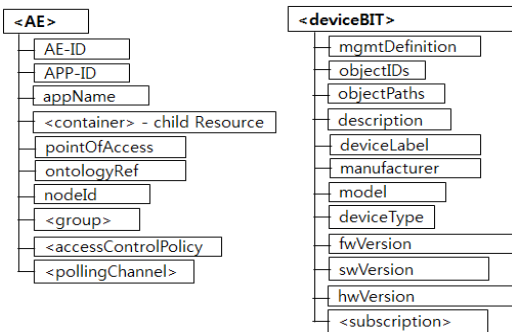 <AE>
AE-ID
APP-ID
appName
<container> - child Resource
pointOfAccess
ontologyRef
nodeId
<group>
<accessControlPolicy
<pollingChannel>
<deviceBIT>
mgmtDefinition
objectIDs
objectPaths
description
deviceLabel
manufacturer
model
deviceType
fwVersion
swVersion
hwVersion
<subscription>